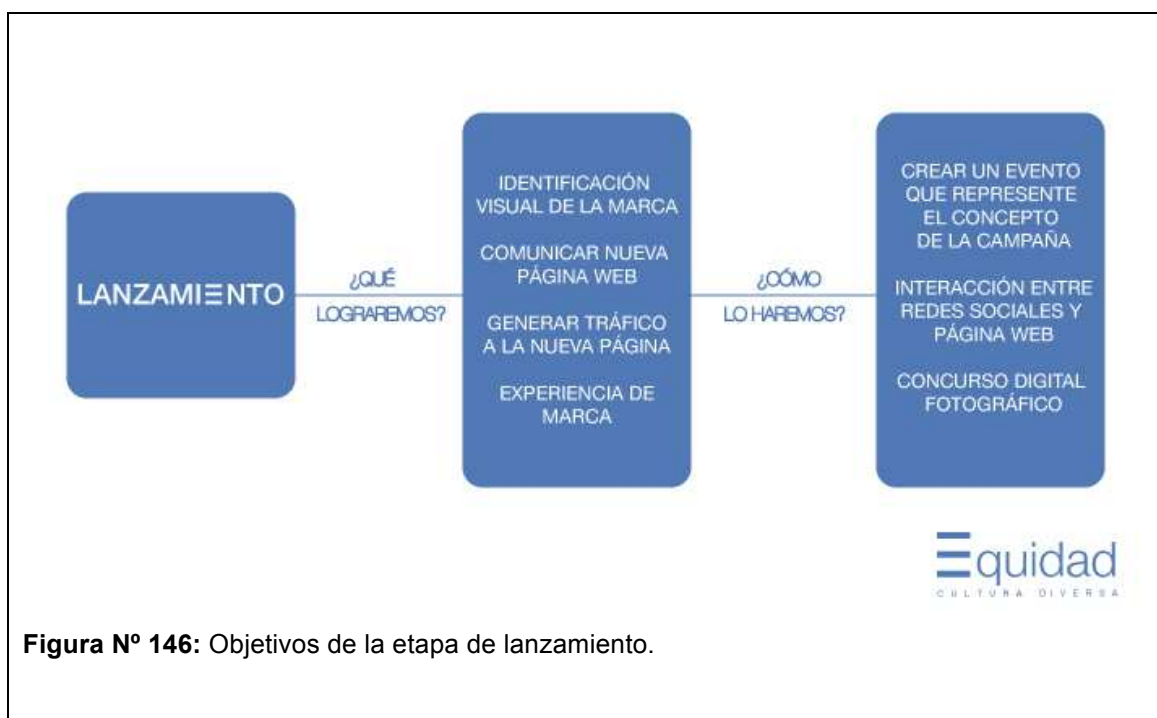 LANZAMIENTO
¿QUÉ
LOGRAREMOS?
IDENTIFICACIÓN
VISUAL DE LA MARCA
COMUNICAR NUEVA
PÁGINA WEB
GENERAR TRÁFICO
A LA NUEVA PÁGINA
EXPERIENCIA DE
MARCA
¿CÓMO
LO HAREMOS?
CREAR UN EVENTO
QUE REPRESENTE
EL CONCEPTO
DE LA CAMPAÑA
INTERACCIÓN ENTRE
REDES SOCIALES Y
PÁGINA WEB
CONCURSO DIGITAL
FOTOGRÁFICO
Equidad
CULTURA DIVERSA
Figura Nº 146: Objetivos de la etapa de lanzamiento.